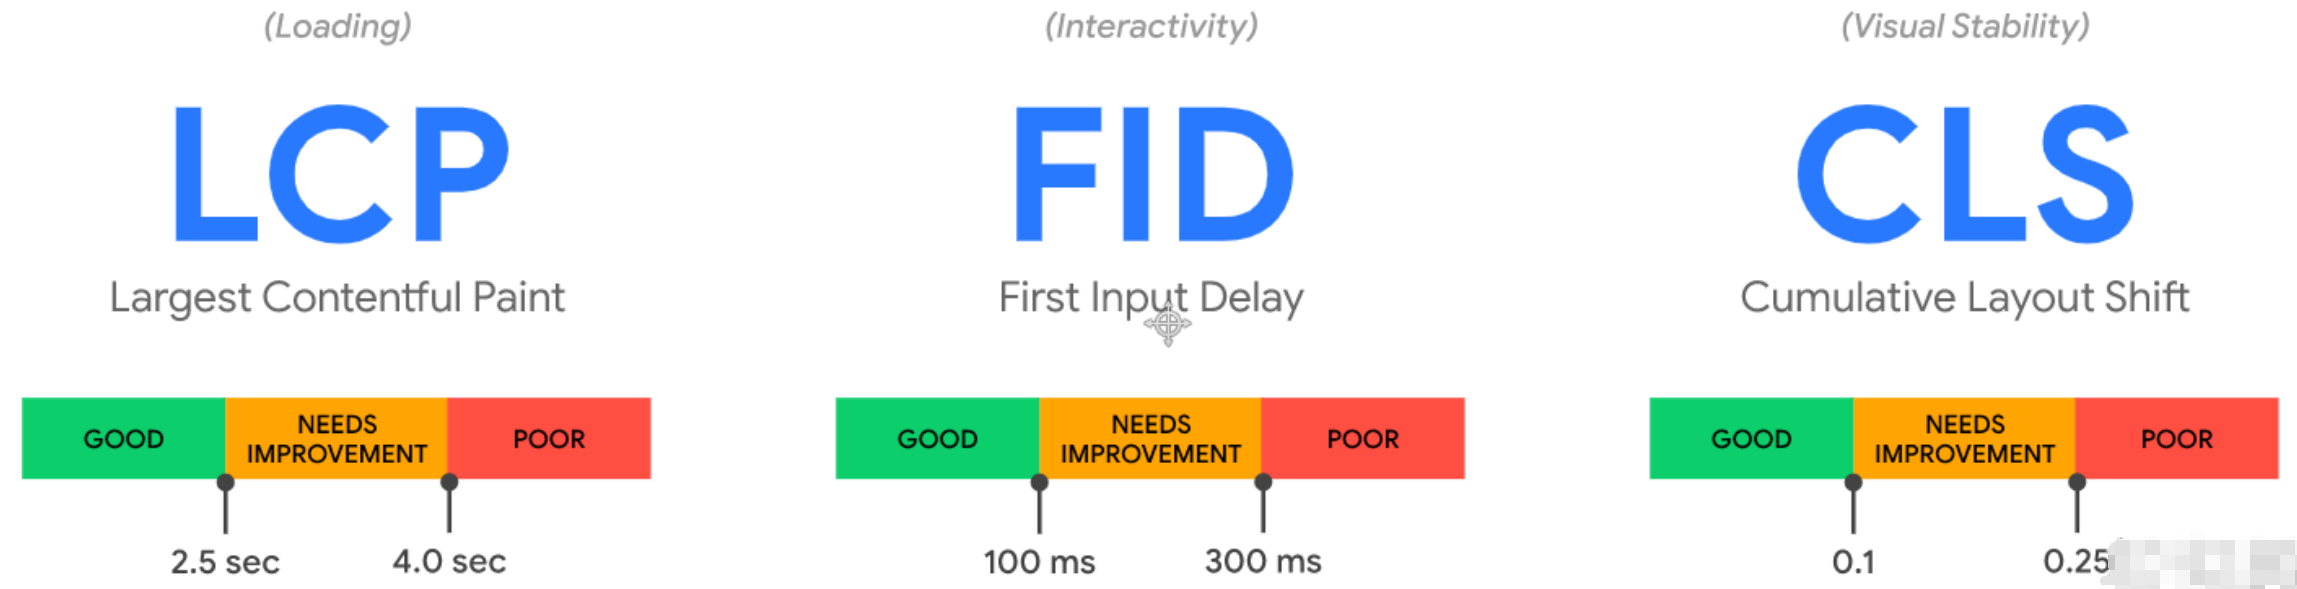 (Loading)
LCP
Largest Contentful Paint
GOOD
NEEDS
IMPROVEMENT
POOR
2.5 sec
4.0 sec
(Interactivity)
FID
First Input Delay
GOOD
NEEDS
IMPROVEMENT
POOR
100 ms
300 ms
(Visual Stability)
CLS
Cumulative Layout Shift
GOOD
NEEDS
IMPROVEMENT
POOR
0.1
0.25